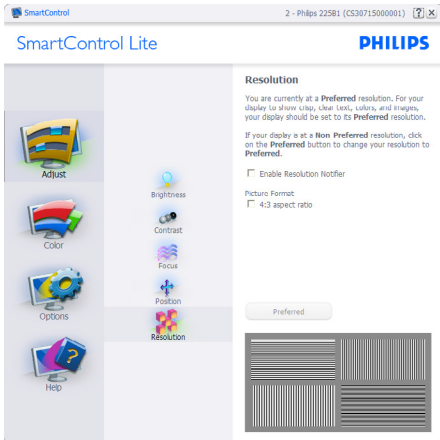 SmartControl
2 - Philips 225B1 (CS30715000001)
SmartControl Lite
PHILIPS
Adjust
Color
Options
Help
Brightness
Contrast
Focus
Position
Resolution
Resolution
You are currently at a Preferred resolution. For your
display to show crisp, clear text, colors, and images,
your display should be set to its Preferred resolution.
If your display is at a Non Preferred resolution, click
on the Preferred button to change your resolution to
Preferred.
Enable Resolution Notifier
Picture Format
4:3 aspect ratio
Preferred